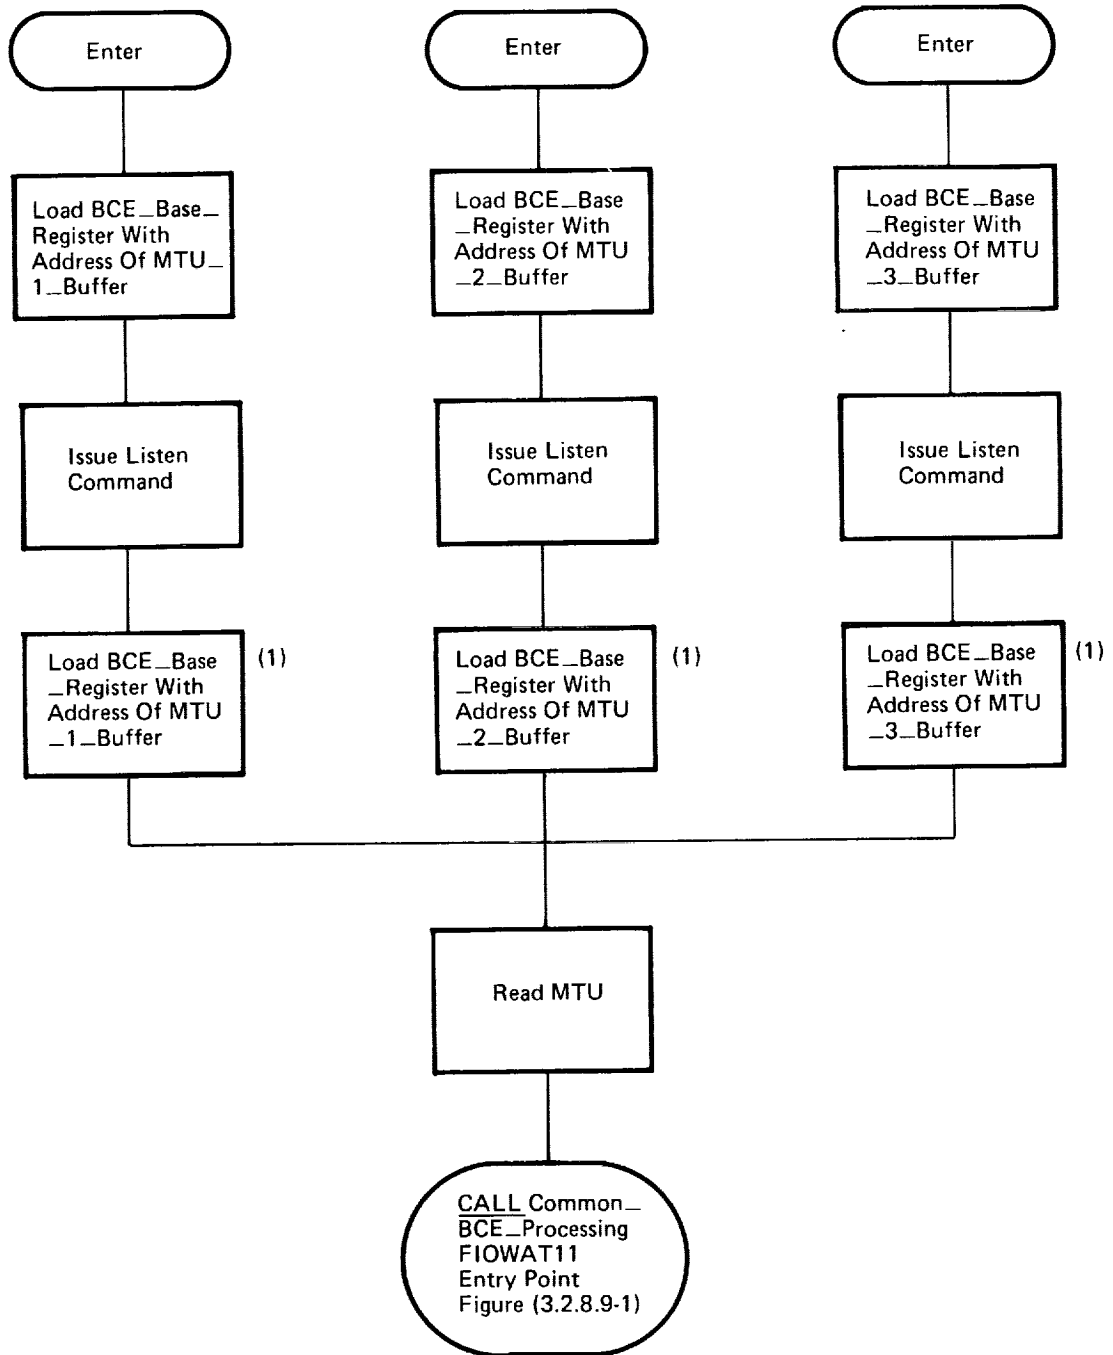 Enter
Enter
Enter
Load BCE_Base_
Register With
Address Of MTU_
1_Buffer
Load BCE_Base
_Register With
Address Of MTU
_2_Buffer
Load BCE_Base
_Register With
Address Of MTU
_3_Buffer
Issue Listen
Command
Issue Listen
Command
Issue Listen
Command
Load BCE_Base
_Register With
Address Of MTU
_1_Buffer
(1)
Load BCE_Base
_Register With
Address Of MTU
_2_Buffer
(1)
Load BCE_Base
_Register With
Address Of MTU
_3_Buffer
(1)
Read MTU
CALL Common_
BCE_Processing
FIOWAT11
Entry Point
Figure (3.2.8.9-1)